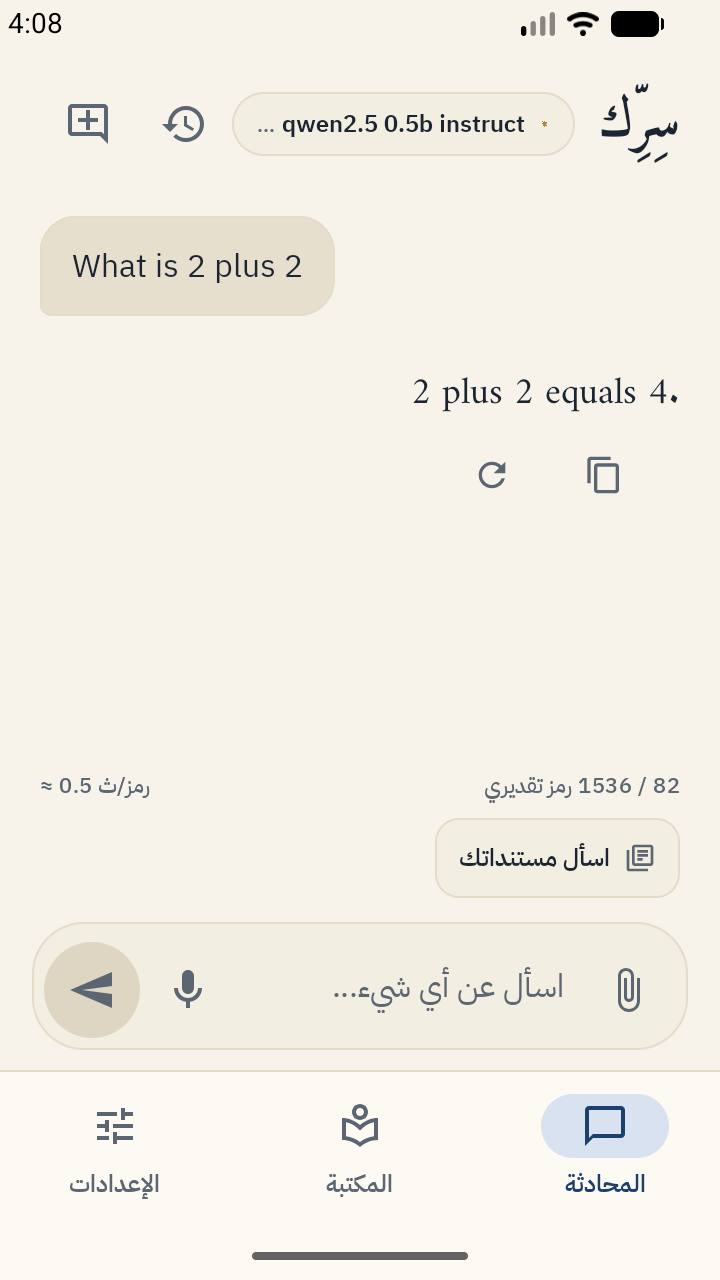 4:08
سِرِّك
qwen2.5 0.5b instruct ...
What is 2 plus 2
2 plus 2 equals 4.
82 / 1536 رمز تقديري
≈ 0.5 رمز/ث
اسأل مستنداتك
اسأل عن أي شيء...
المحادثة
المكتبة
الإعدادات